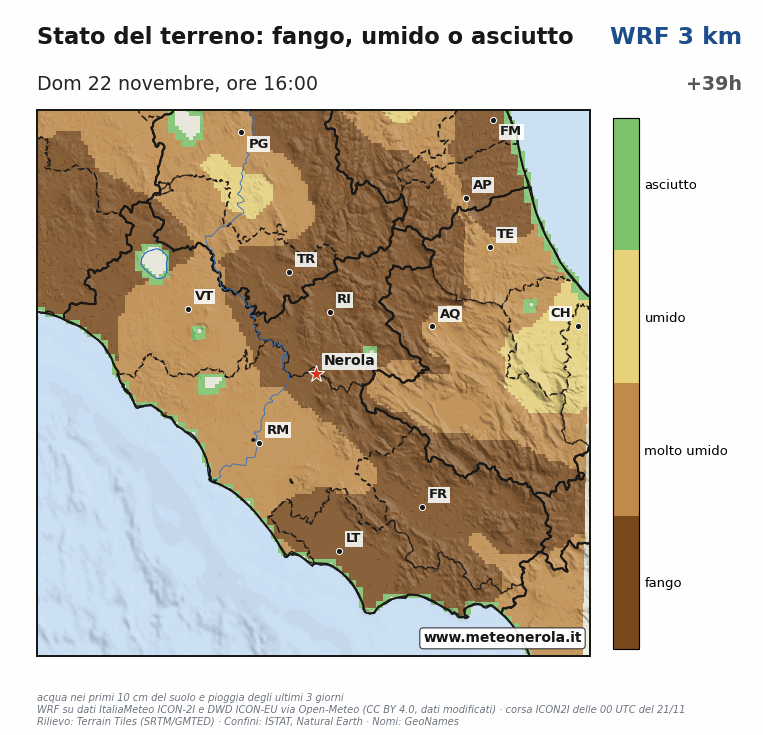 Stato del terreno: fango, umido o asciutto
WRF 3 km
Dom 22 novembre, ore 16:00
+39h
FM
PG
asciutto
AP
TE
TR
VT
RI
AQ
CH
umido
Nerola
RM
molto umido
FR
LT
fango
www.meteonerola.it
acqua nei primi 10 cm del suolo e pioggia degli ultimi 3 giorni
WRF su dati ItaliaMeteo ICON-2I e DWD ICON-EU via Open-Meteo (CC BY 4.0, dati modificati) · corsa ICON2I delle 00 UTC del 21/11
Rilievo: Terrain Tiles (SRTM/GMTED) · Confini: ISTAT, Natural Earth · Nomi: GeoNames